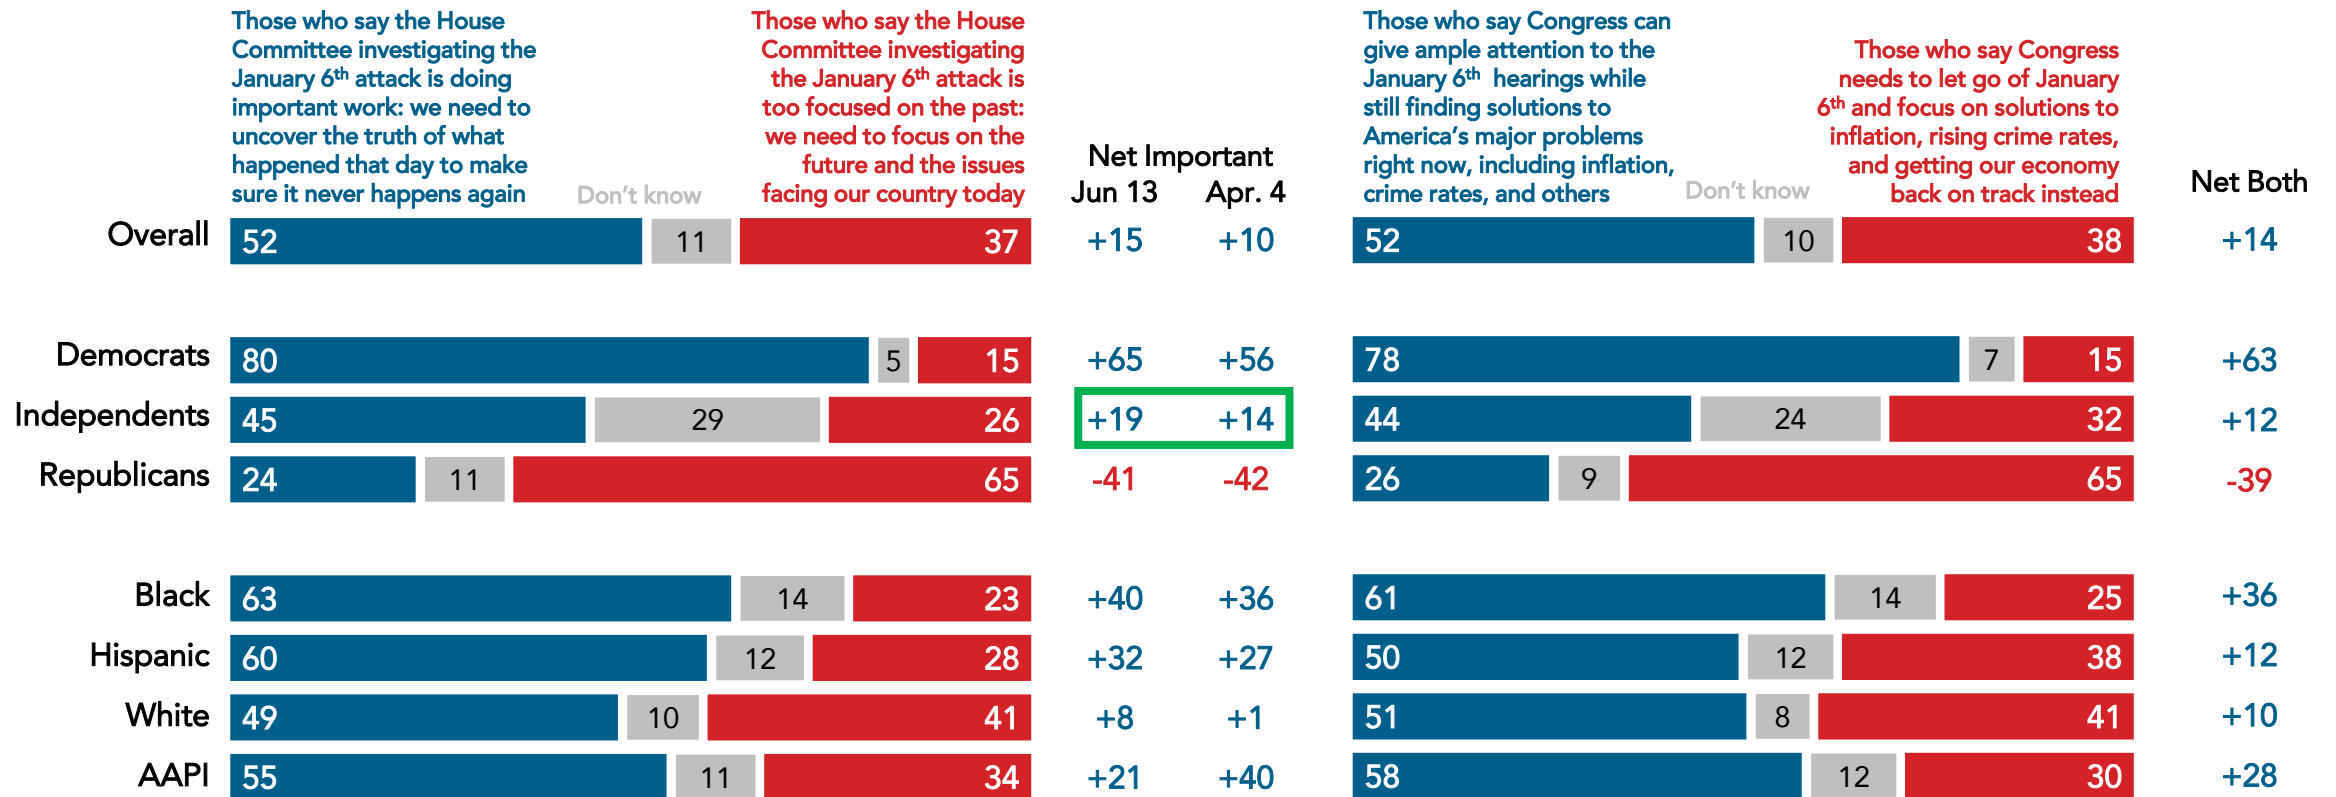 Those who say the House
Committee investigating the
January 6th attack is doing
important work: we need to
uncover the truth of what
happened that day to make
sure it never happens again
Don't know
Those who say the House
Committee investigating
the January 6th attack is
too focused on the past:
we need to focus on the
future and the issues
facing our country today
Net Important
Jun 13 Apr. 4
Those who say Congress can
give ample attention to the
January 6th hearings while
still finding solutions to
America's major problems
right now, including inflation,
crime rates, and others
Don't know
Those who say Congress
needs to let go of January
6th and focus on solutions to
inflation, rising crime rates,
and getting our economy
back on track instead
Net Both
Overall 52 11 37 +15 +10 52 10 38 +14
Democrats 80 5 15 +65 +56 78 7 15 +63
Independents 45 29 26 +19 +14 44 24 32 +12
Republicans 24 11 65 -41 -42 26 9 65 -39
Black 63 14 23 +40 +36 61 14 25 +36
Hispanic 60 12 28 +32 +27 50 12 38 +12
White 49 10 41 +8 +1 51 8 41 +10
AAPI 55 11 34 +21 +40 58 12 30 +28